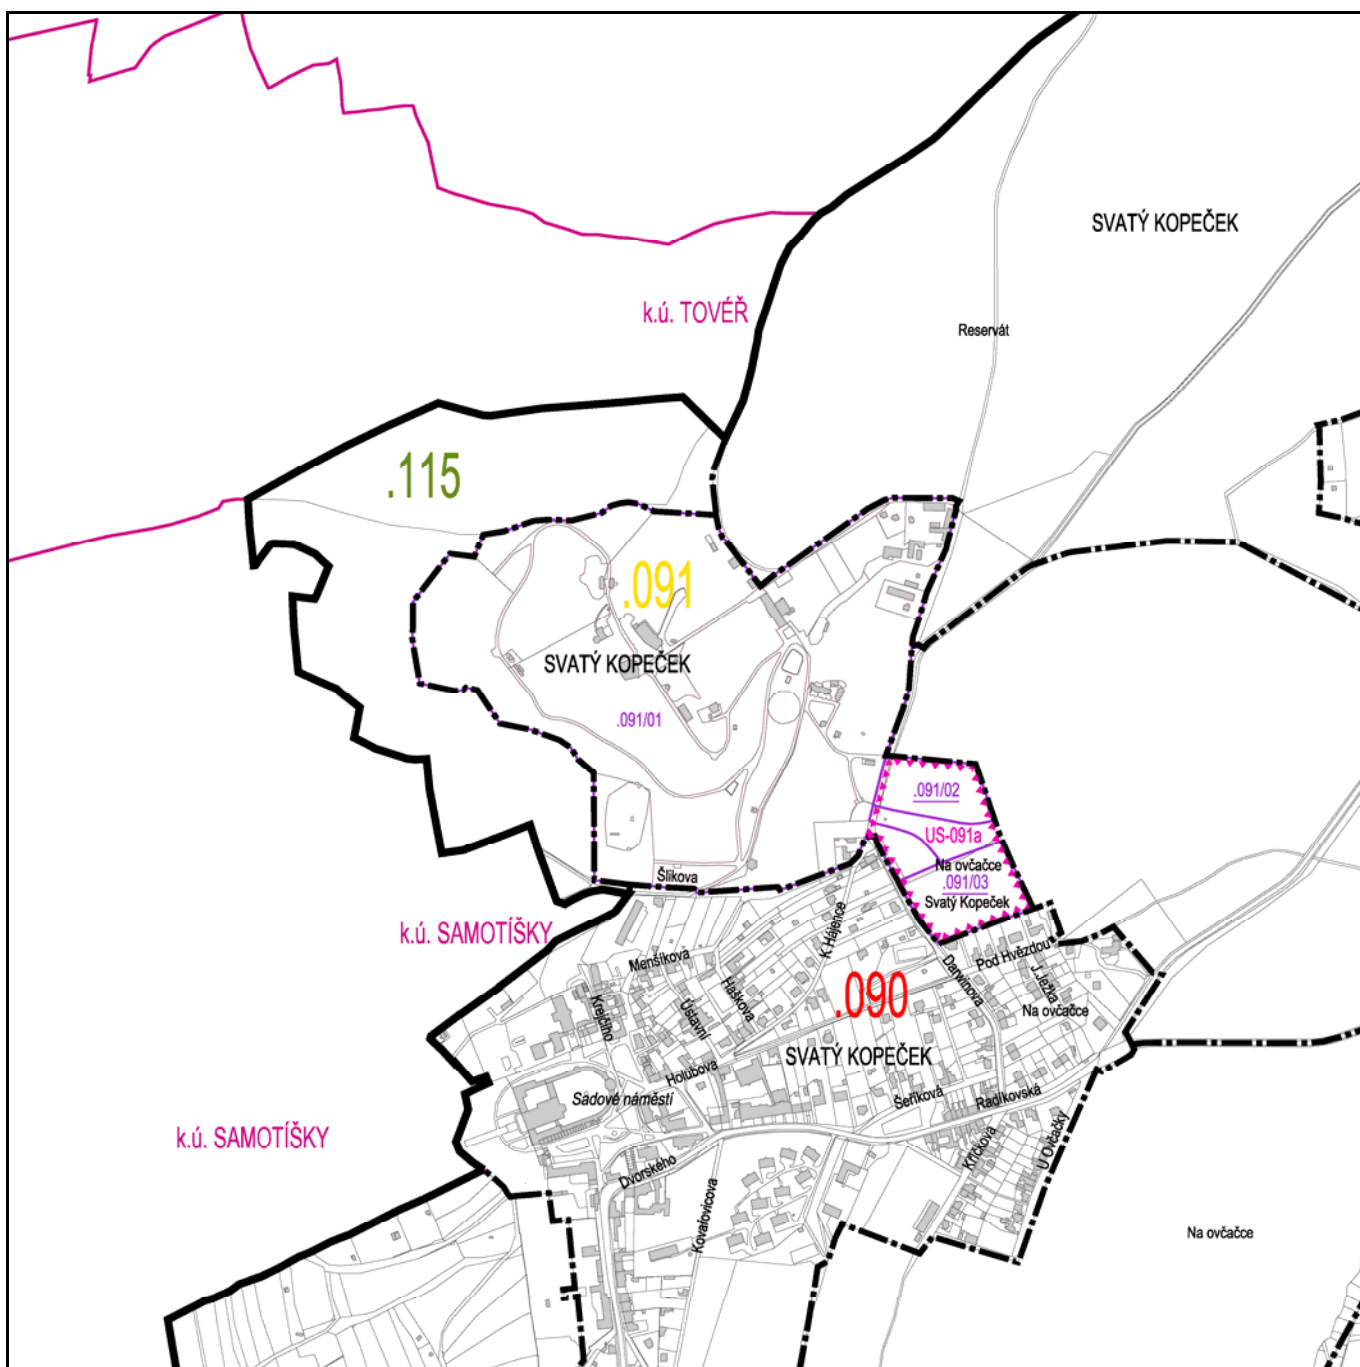 SVATÝ KOPEČEK
k.ú. TOVÉŘ
Reservát
.115
.091
SVATÝ KOPEČEK
.091/01
.091/02
US-091a
Na ovčačce
.091/03
Svatý Kopeček
Šlikova
k.ú. SAMOTÍŠKY
K Hájence
Menšíkova
Pod Hvězdou
Darwinova
J.Ježka
Haškova
.090
Krejčího
Ústavní
Na ovčačce
SVATÝ KOPEČEK
Holubova
Sadové náměstí
Šeříková
Radíkovská
k.ú. SAMOTÍŠKY
Křičkova
U Ovčačky
Dvorského
Kovařovicova
Na ovčačce